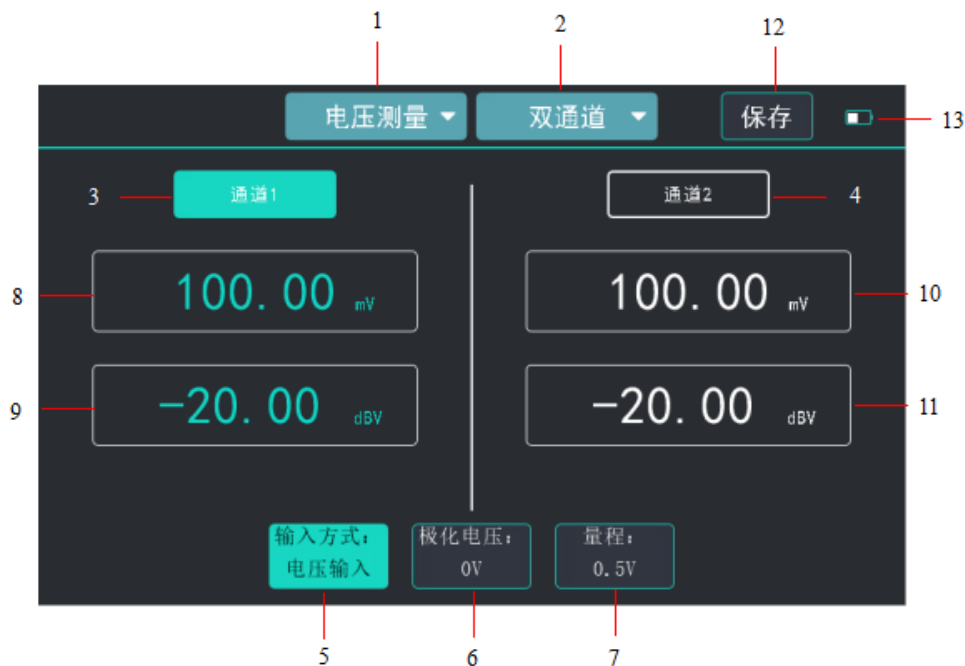 1
2
12
电压测量
双通道
保存
13
3
通道1
通道2
4
8
100.00 mV
100.00 mV
10
9
-20.00 dBV
-20.00 dBV
11
输入方式:
电压输入
极化电压:
0V
量程:
0.5V
5
6
7